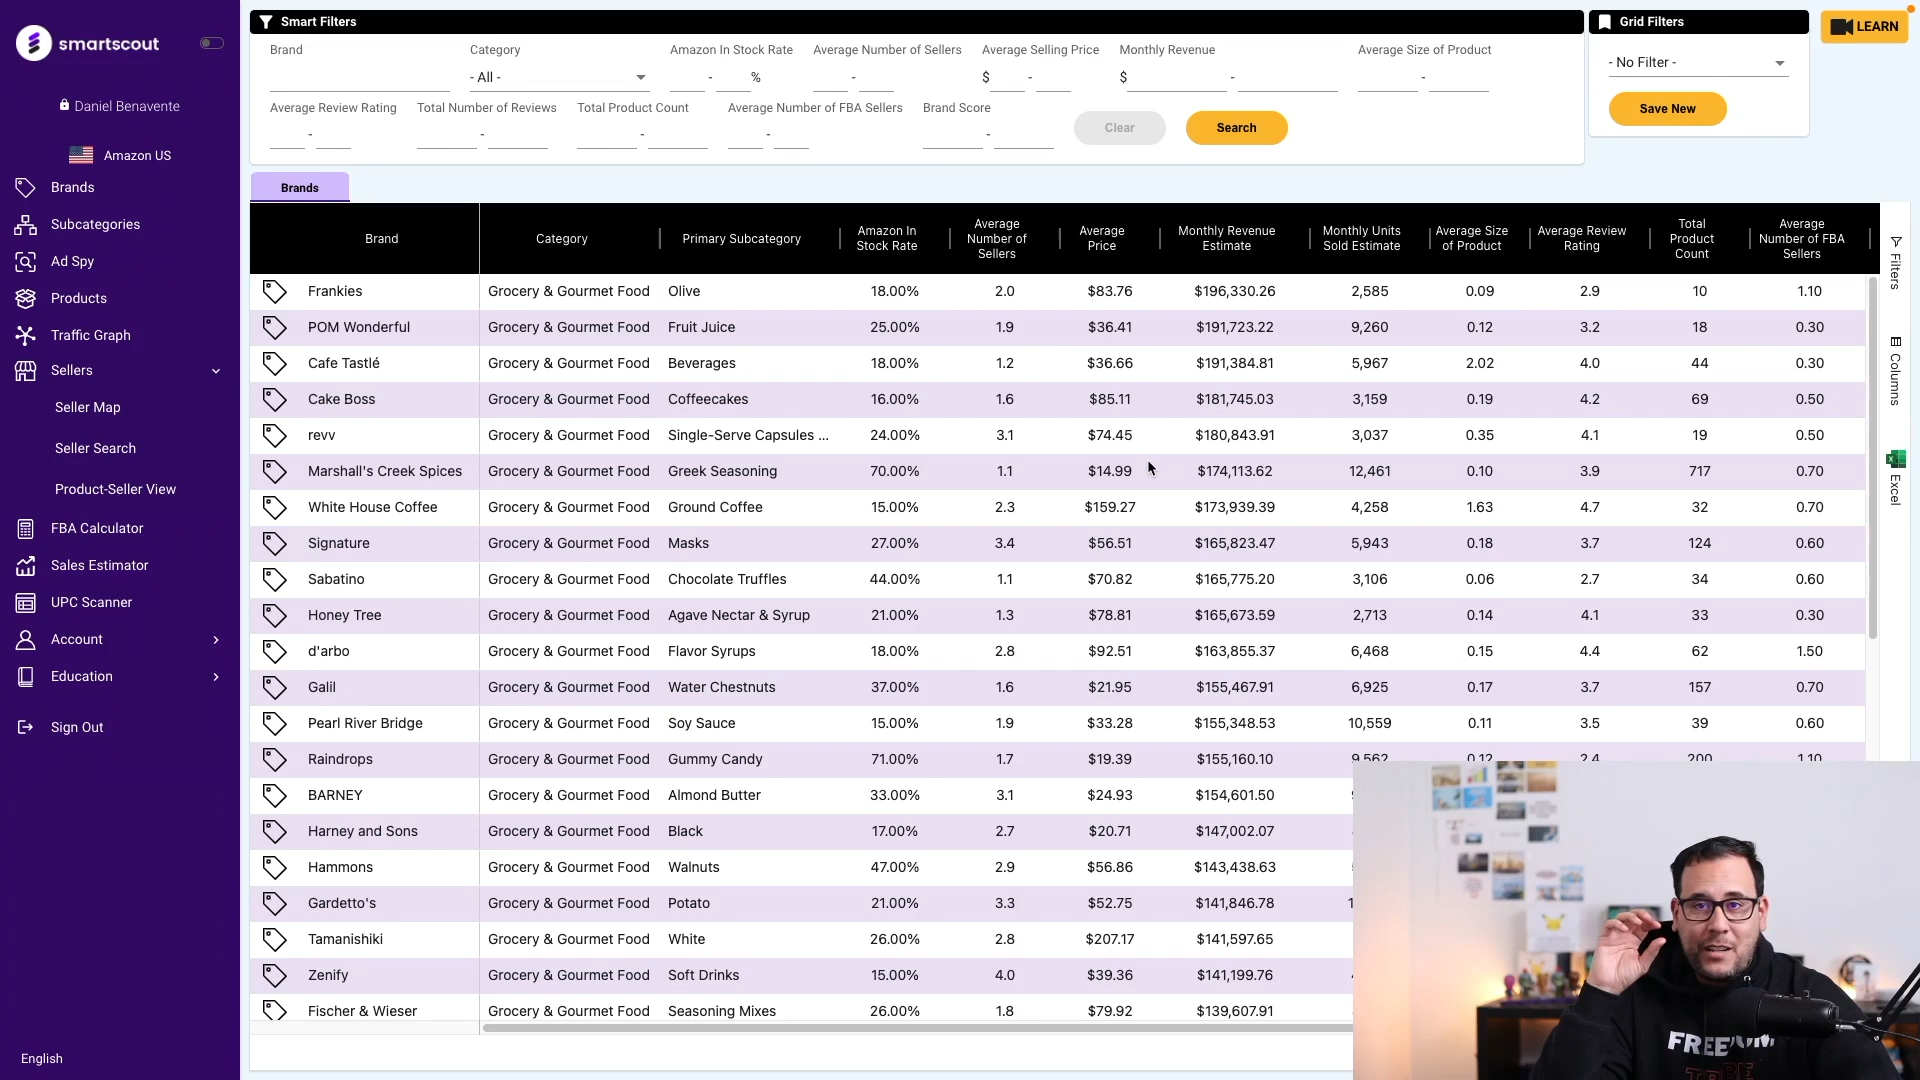 smartscout
Daniel Benavente
Amazon US
Brands
Subcategories
Ad Spy
Products
Traffic Graph
Sellers
Seller Map
Seller Search
Product-Seller View
FBA Calculator
Sales Estimator
UPC Scanner
Account
Education
Sign Out
English
Smart Filters
Brand Category Amazon In Stock Rate Average Number of Sellers Average Selling Price Monthly Revenue Average Size of Product
- All - - % - $ - $ - -
Average Review Rating Total Number of Reviews Total Product Count Average Number of FBA Sellers Brand Score
- - - - - Clear Search
Grid Filters
- No Filter -
Save New
LEARN
Brands
Brand Category Primary Subcategory Amazon In Stock Rate Average Number of Sellers Average Price Monthly Revenue Estimate Monthly Units Sold Estimate Average Size of Product Average Review Rating Total Product Count Average Number of FBA Sellers
Frankies Grocery & Gourmet Food Olive 18.00% 2.0 $83.76 $196,330.26 2,585 0.09 2.9 10 1.10
POM Wonderful Grocery & Gourmet Food Fruit Juice 25.00% 1.9 $36.41 $191,723.22 9,260 0.12 3.2 18 0.30
Cafe Tastlé Grocery & Gourmet Food Beverages 18.00% 1.2 $36.66 $191,384.81 5,967 2.02 4.0 44 0.30
Cake Boss Grocery & Gourmet Food Coffeecakes 16.00% 1.6 $85.11 $181,745.03 3,159 0.19 4.2 69 0.50
revv Grocery & Gourmet Food Single-Serve Capsules ... 24.00% 3.1 $74.45 $180,843.91 3,037 0.35 4.1 19 0.50
Marshall's Creek Spices Grocery & Gourmet Food Greek Seasoning 70.00% 1.1 $14.99 $174,113.62 12,461 0.10 3.9 717 0.70
White House Coffee Grocery & Gourmet Food Ground Coffee 15.00% 2.3 $159.27 $173,939.39 4,258 1.63 4.7 32 0.70
Signature Grocery & Gourmet Food Masks 27.00% 3.4 $56.51 $165,823.47 5,943 0.18 3.7 124 0.60
Sabatino Grocery & Gourmet Food Chocolate Truffles 44.00% 1.1 $70.82 $165,775.20 3,106 0.06 2.7 34 0.60
Honey Tree Grocery & Gourmet Food Agave Nectar & Syrup 21.00% 1.3 $78.81 $165,673.59 2,713 0.14 4.1 33 0.30
d'arbo Grocery & Gourmet Food Flavor Syrups 18.00% 2.8 $92.51 $163,855.37 6,468 0.15 4.4 62 1.50
Galil Grocery & Gourmet Food Water Chestnuts 37.00% 1.6 $21.95 $155,467.91 6,925 0.17 3.7 157 0.70
Pearl River Bridge Grocery & Gourmet Food Soy Sauce 15.00% 1.9 $33.28 $155,348.53 10,559 0.11 3.5 39 0.60
Raindrops Grocery & Gourmet Food Gummy Candy 71.00% 1.7 $19.39 $155,160.10 9,562 0.12 2.4 200 1.10
BARNEY Grocery & Gourmet Food Almond Butter 33.00% 3.1 $24.93 $154,601.50
Harney and Sons Grocery & Gourmet Food Black 17.00% 2.7 $20.71 $147,002.07
Hammons Grocery & Gourmet Food Walnuts 47.00% 2.9 $56.86 $143,438.63
Gardetto's Grocery & Gourmet Food Potato 21.00% 3.3 $52.75 $141,846.78
Tamanishiki Grocery & Gourmet Food White 26.00% 2.8 $207.17 $141,597.65
Zenify Grocery & Gourmet Food Soft Drinks 15.00% 4.0 $39.36 $141,199.76
Fischer & Wieser Grocery & Gourmet Food Seasoning Mixes 26.00% 1.8 $79.92 $139,607.91
Filters
Columns
Excel